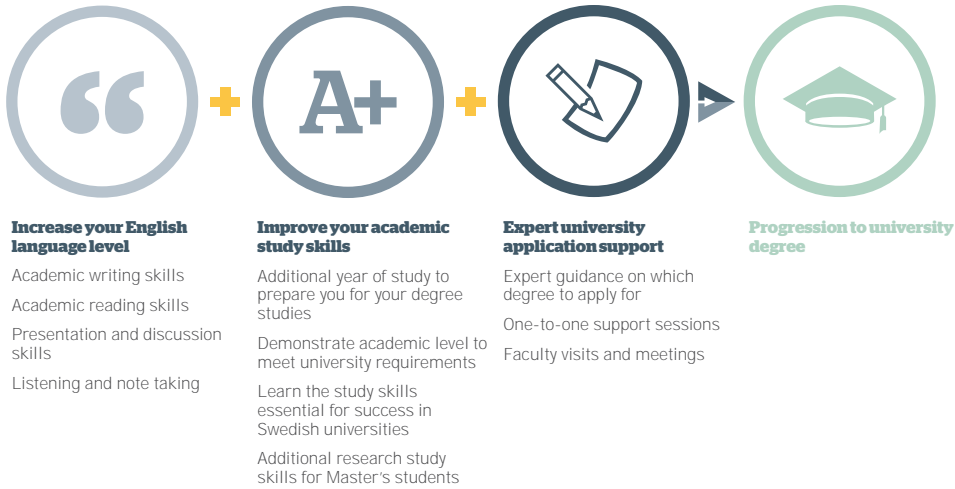 A+
Increase your English
language level
Academic writing skills
Academic reading skills
Presentation and discussion
skills
Listening and note taking
Improve your academic
study skills
Additional year of study to
prepare you for your degree
studies
Demonstrate academic level to
meet university requirements
Learn the study skills
essential for success in
Swedish universities
Additional research study
skills for Master's students
Expert university
application support
Expert guidance on which
degree to apply for
One-to-one support sessions
Faculty visits and meetings
Progression to university
degree